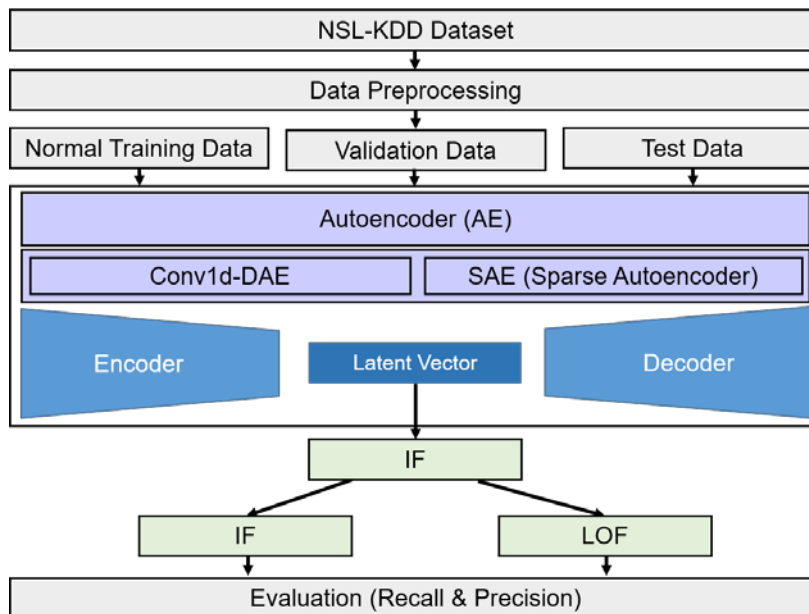 NSL-KDD Dataset
Data Preprocessing
Normal Training Data
Validation Data
Test Data
Autoencoder (AE)
Conv1d-DAE
SAE (Sparse Autoencoder)
Encoder
Latent Vector
Decoder
IF
IF
LOF
Evaluation (Recall & Precision)